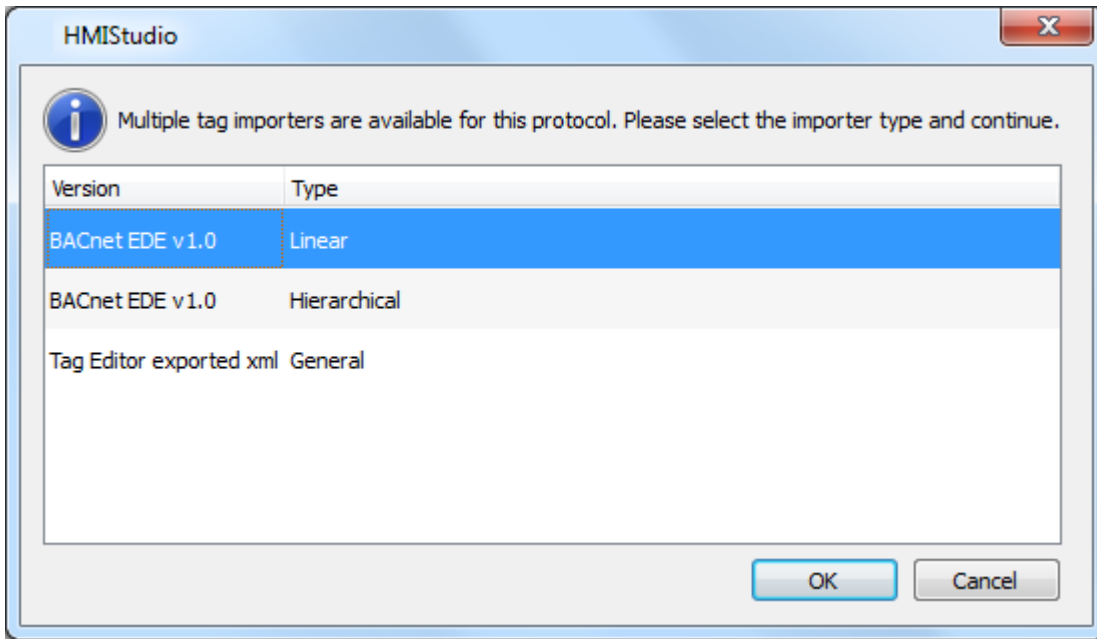 HMIStudio
Multiple tag importers are available for this protocol. Please select the importer type and continue.
Version Type
BACnet EDE v1.0 Linear
BACnet EDE v1.0 Hierarchical
Tag Editor exported xml General
OK Cancel